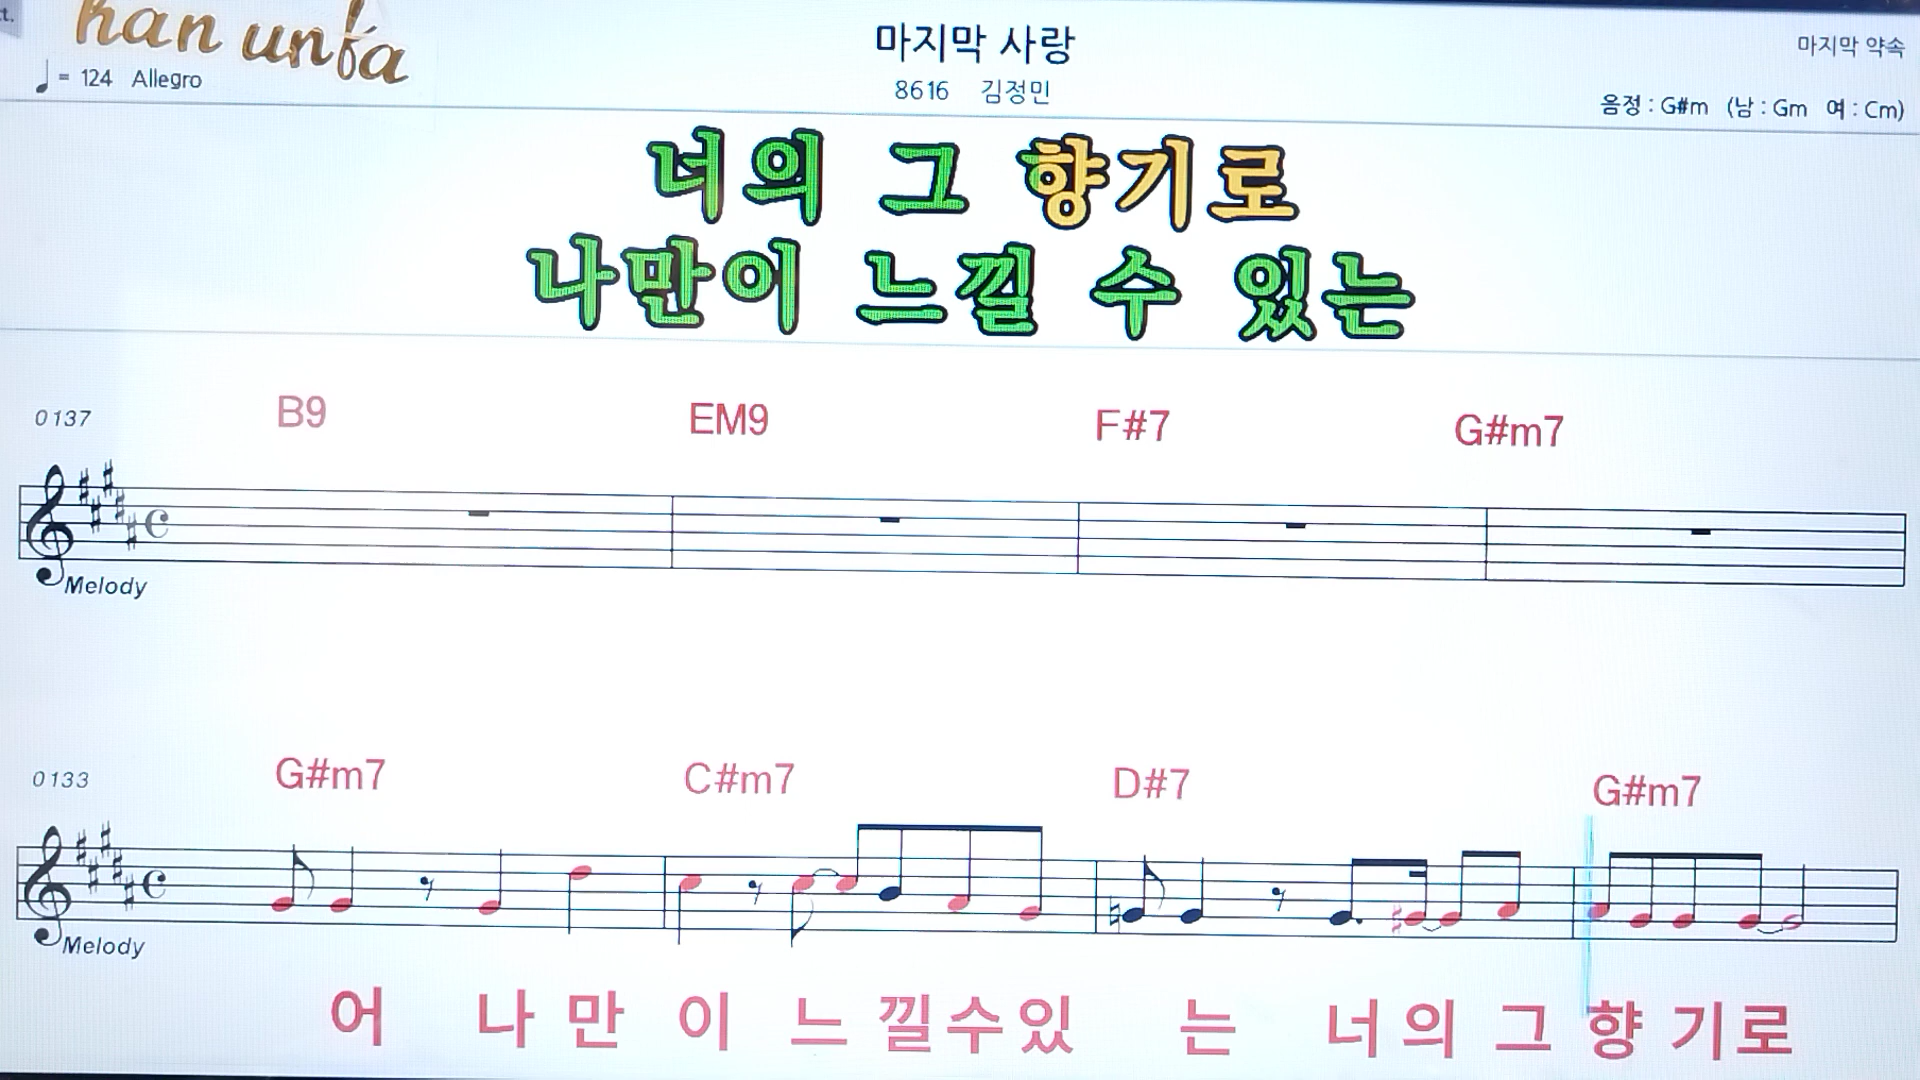 han unfa
마지막 사랑
마지막 약속
♩ = 124 Allegro
8616 김정민
음정 : G#m (남 : Gm 여 : Cm)
너의 그 향기로
나만이 느낄 수 있는
0137 B9 EM9 F#7 G#m7
Melody
0133 G#m7 C#m7 D#7 G#m7
Melody
어 나 만 이 느 낄 수 있 는 너 의 그 향 기 로